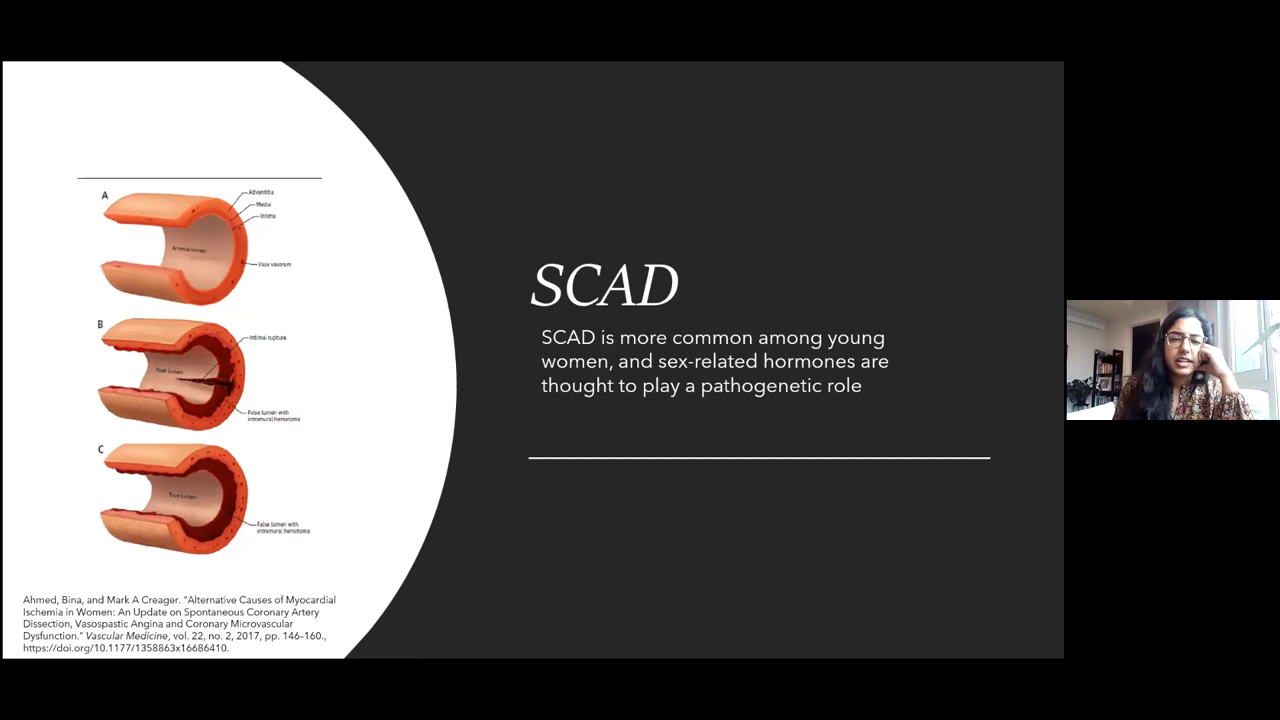 A
Adventitia
Media
Intima
Arterial lumen
Vasa vasorum
B
Intimal rupture
True lumen
False lumen with
intramural hematoma
C
True lumen
False lumen with
intramural hematoma
Ahmed, Bina, and Mark A Creager. “Alternative Causes of Myocardial
Ischemia in Women: An Update on Spontaneous Coronary Artery
Dissection, Vasospastic Angina and Coronary Microvascular
Dysfunction.” Vascular Medicine, vol. 22, no. 2, 2017, pp. 146–160.,
https://doi.org/10.1177/1358863x16686410.
SCAD
SCAD is more common among young
women, and sex-related hormones are
thought to play a pathogenetic role